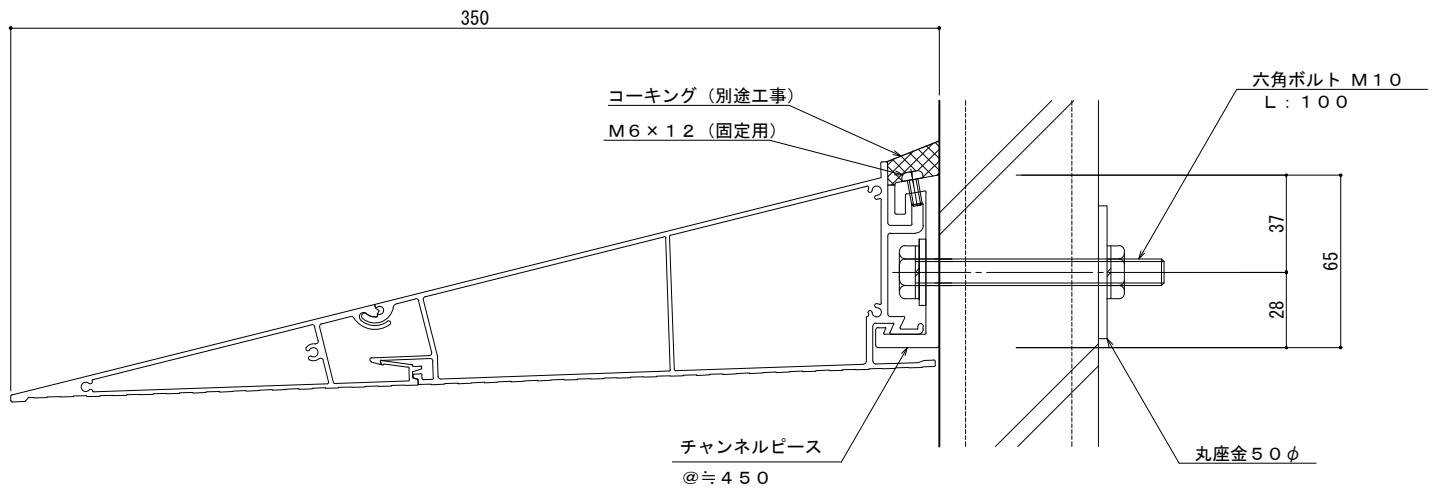 350
コーキング（別途工事）
Ｍ６×１２（固定用）
六角ボルト Ｍ１０
Ｌ：１００
37
65
28
チャンネルピース
＠≒４５０
丸座金５０φ